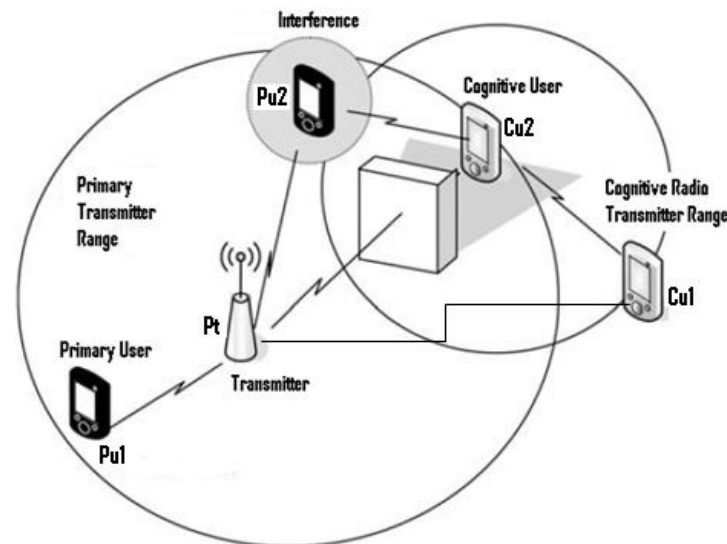 Interference
Pu2
Cognitive User
Cu2
Primary
Transmitter
Range
Cognitive Radio
Transmitter Range
Cu1
Pt
Primary User
Transmitter
Pu1